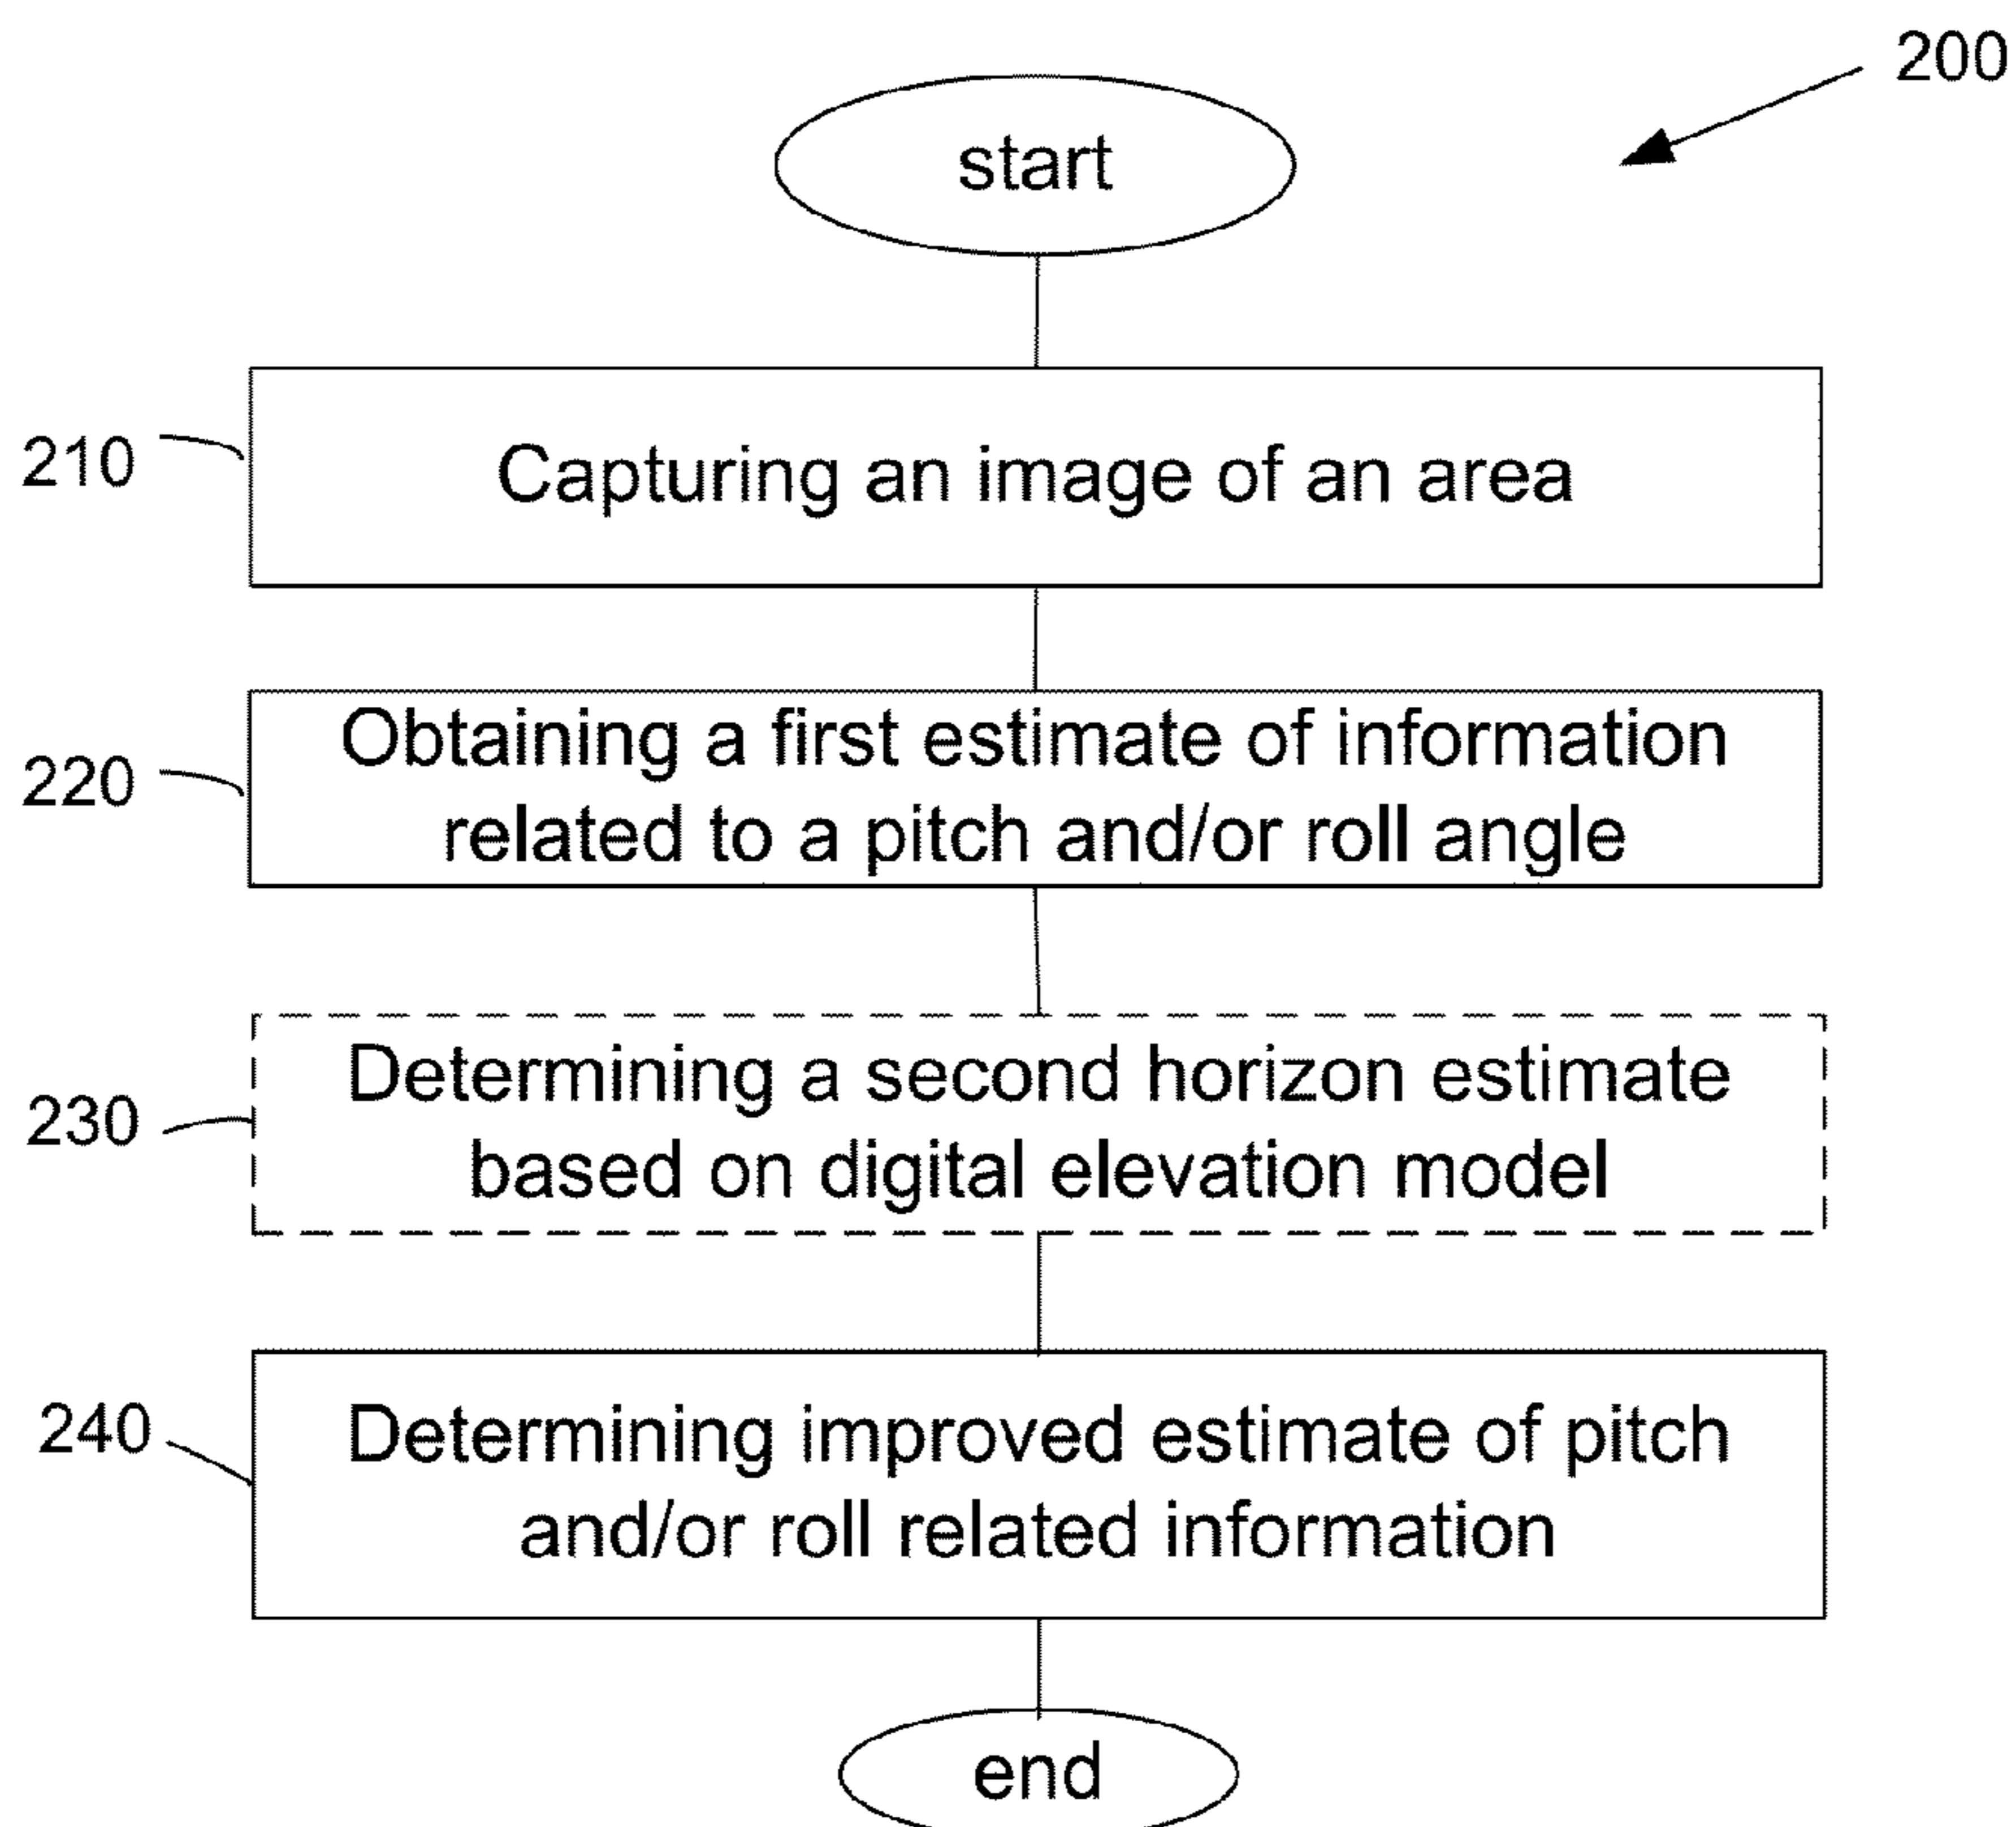 200
start
210
Capturing an image of an area
220
Obtaining a first estimate of information
related to a pitch and/or roll angle
230
Determining a second horizon estimate
based on digital elevation model
240
Determining improved estimate of pitch
and/or roll related information
end